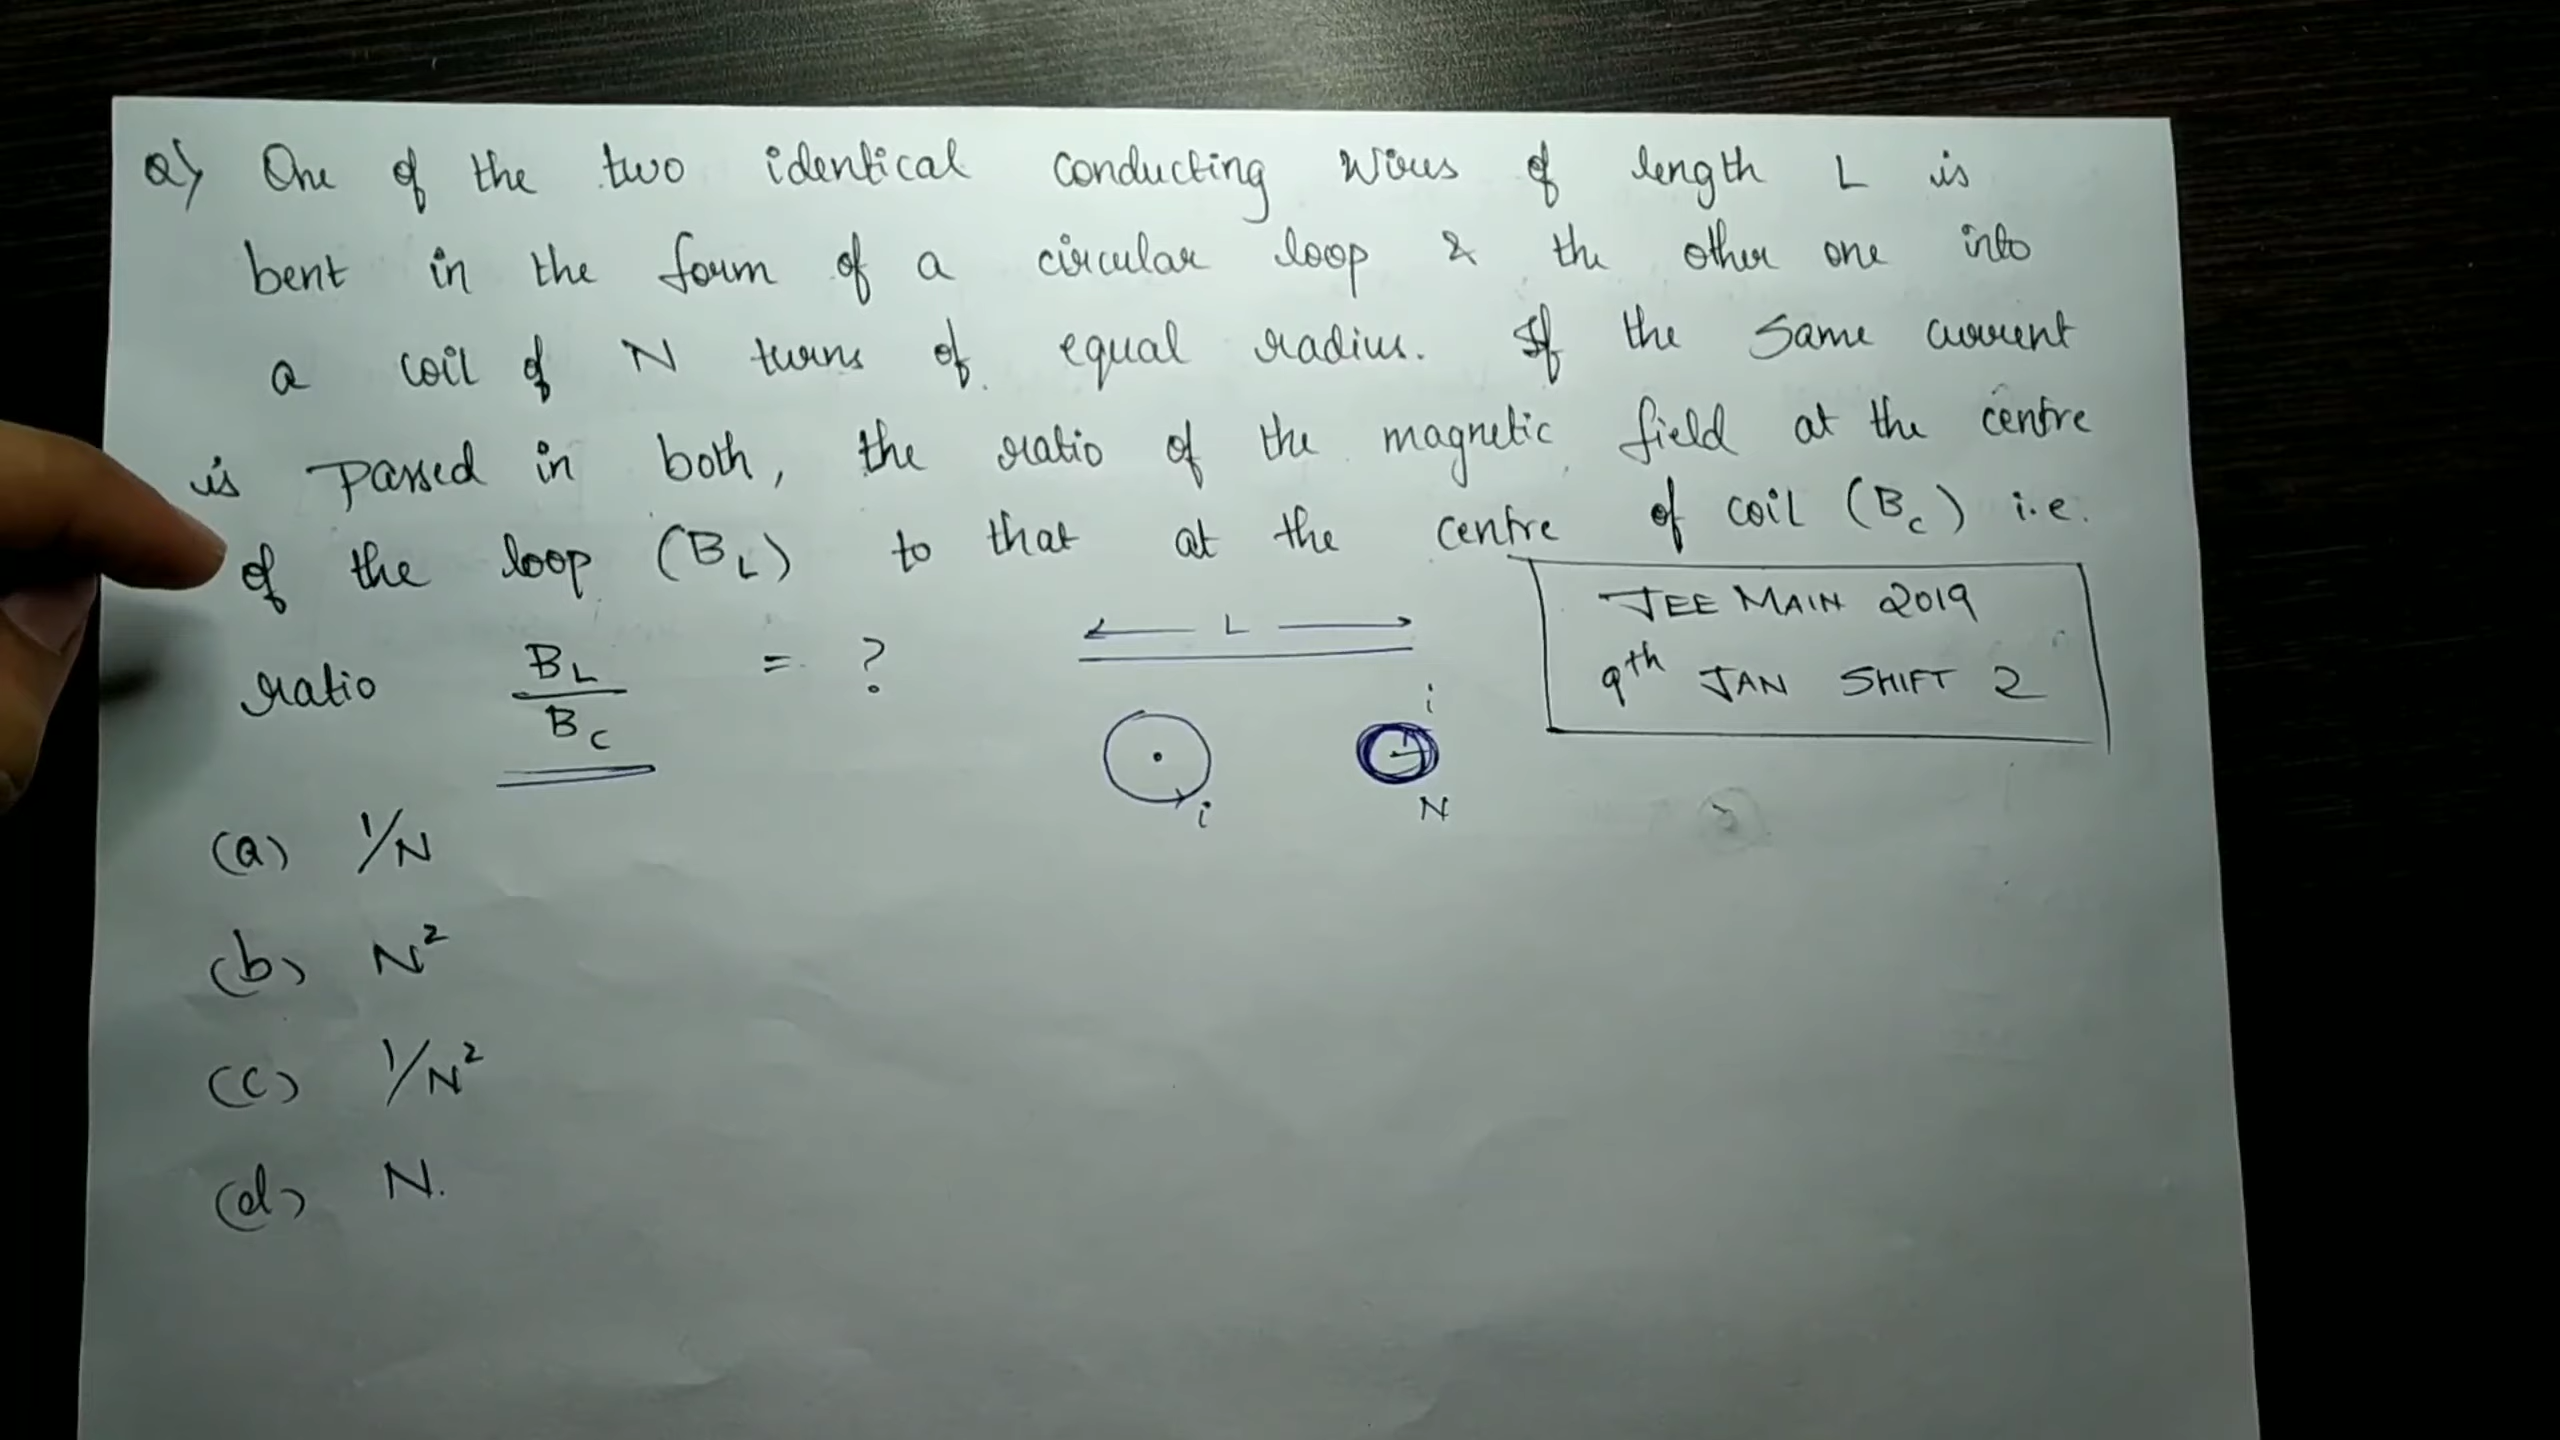 Q) One of the two identical conducting wires of length L is
bent in the form of a circular loop & the other one into
a coil of N turns of equal radius. If the same current
is passed in both, the ratio of the magnetic field at the centre
of the loop (B_L) to that at the centre of coil (B_c) i.e.
ratio B_L/B_C = ?
L
JEE MAIN 2019
9th JAN SHIFT 2
i
i
N
(a) 1/N
(b) N²
(c) 1/N²
(d) N.